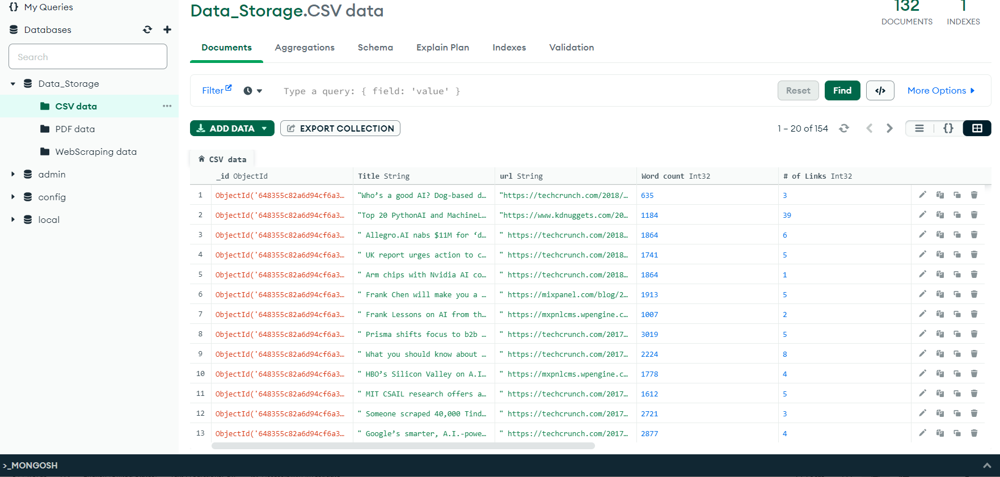 My Queries
Databases
Search
Data_Storage
CSV data
PDF data
WebScraping data
admin
config
local
Data_Storage.CSV data
132
DOCUMENTS
1
INDEXES
Documents Aggregations Schema Explain Plan Indexes Validation
Filter Type a query: { field: 'value' } Reset Find </> More Options
ADD DATA EXPORT COLLECTION 1 – 20 of 154 {}
CSV data
_id ObjectId Title String url String Word count Int32 # of Links Int32
1 ObjectId('648355c82a6d94cf6a3… "Who’s a good AI? Dog-based d… "https://techcrunch.com/2018/… 635 3
2 ObjectId('648355c82a6d94cf6a3… "Top 20 PythonAI and MachineL… "https://www.kdnuggets.com/20… 1184 39
3 ObjectId('648355c82a6d94cf6a3… " Allegro.AI nabs $11M for ‘d… " https://techcrunch.com/2018… 1864 6
4 ObjectId('648355c82a6d94cf6a3… " UK report urges action to c… " https://techcrunch.com/2018… 1741 5
5 ObjectId('648355c82a6d94cf6a3… " Arm chips with Nvidia AI co… " https://techcrunch.com/2018… 1864 1
6 ObjectId('648355c82a6d94cf6a3… " Frank Chen will make you a … " https://mixpanel.com/blog/2… 1913 5
7 ObjectId('648355c82a6d94cf6a3… " Frank Lessons on AI from th… " https://mxpnlcms.wpengine.c… 1007 2
8 ObjectId('648355c82a6d94cf6a3… " Prisma shifts focus to b2b … " https://techcrunch.com/2017… 3019 5
9 ObjectId('648355c82a6d94cf6a3… " What you should know about … " https://techcrunch.com/2017… 2224 8
10 ObjectId('648355c82a6d94cf6a3… " HBO’s Silicon Valley on A.I… " https://mxpnlcms.wpengine.c… 1778 4
11 ObjectId('648355c82a6d94cf6a3… " MIT CSAIL research offers a… " https://techcrunch.com/2017… 1612 5
12 ObjectId('648355c82a6d94cf6a3… " Someone scraped 40,000 Tind… " https://techcrunch.com/2017… 2721 3
13 ObjectId('648355c82a6d94cf6a3… " Google’s smarter, A.I.-powe… " https://techcrunch.com/2017… 2877 4
>_MONGOSH